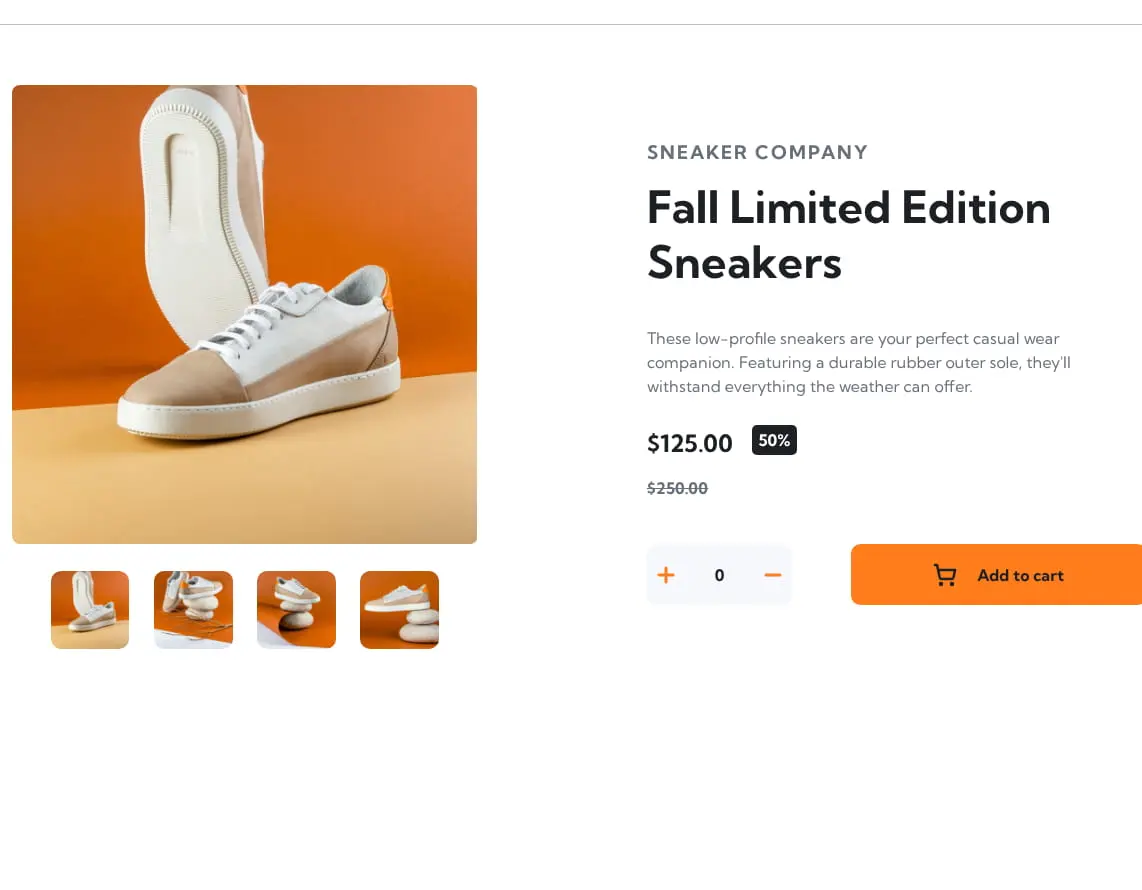 SNEAKER COMPANY
Fall Limited Edition
Sneakers
These low-profile sneakers are your perfect casual wear
companion. Featuring a durable rubber outer sole, they'll
withstand everything the weather can offer.
$125.00 50%
$250.00
0 Add to cart